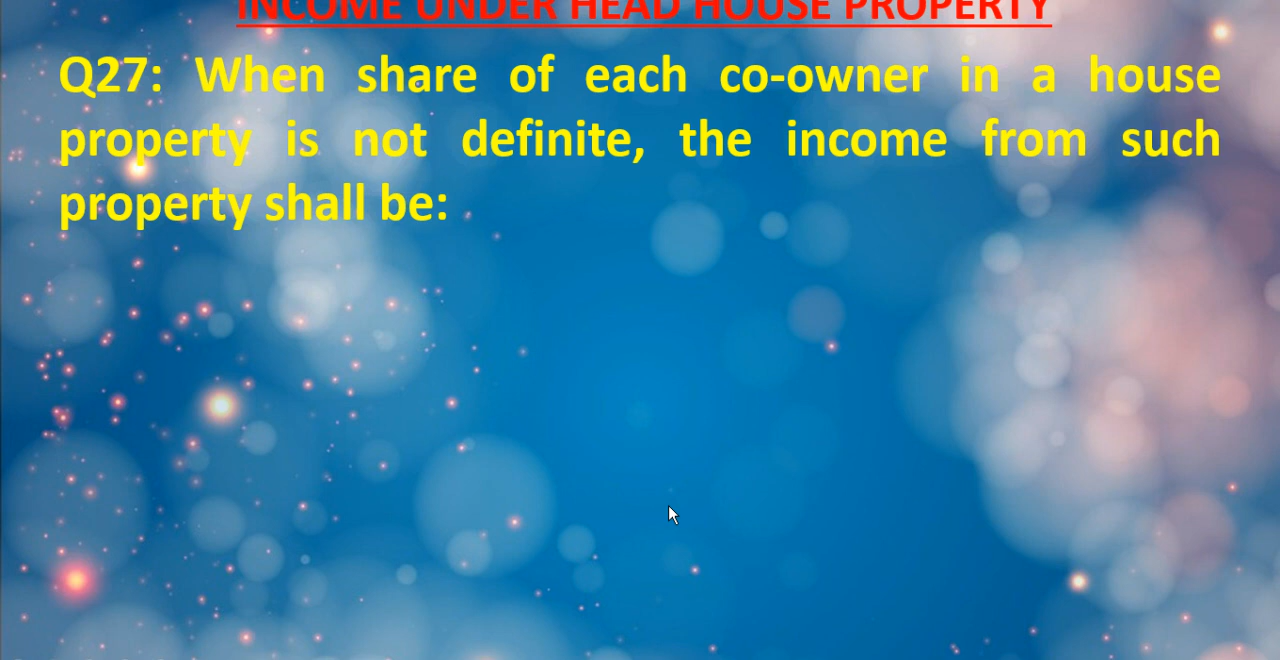 INCOME UNDER HEAD HOUSE PROPERTY
Q27: When share of each co-owner in a house
property is not definite, the income from such
property shall be: